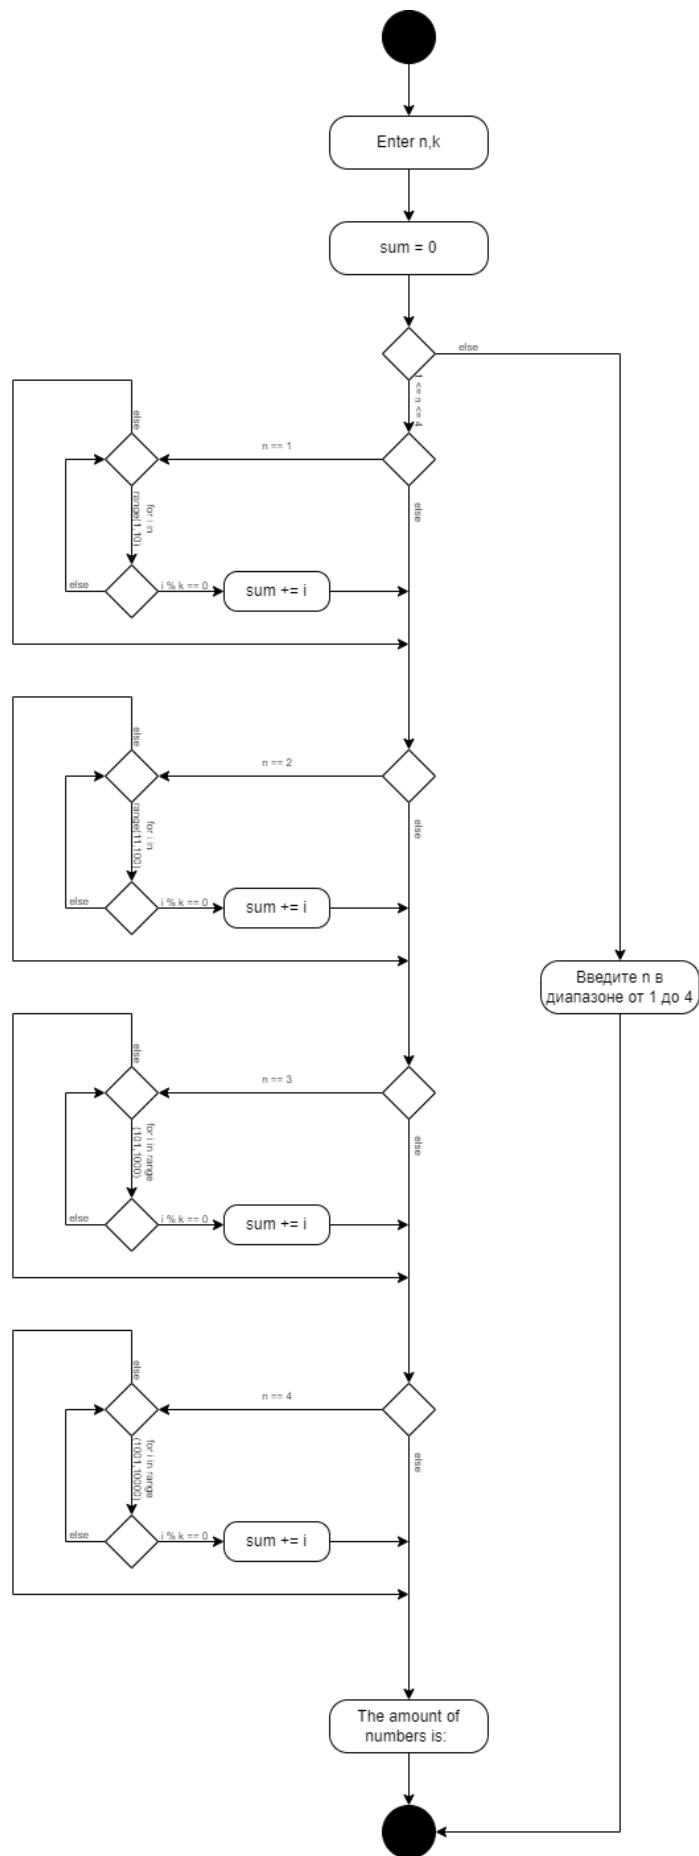 Enter n,k
sum = 0
else
1 <= n <= 4
else
n == 1
else
for i in
range(1,10)
else
i % k == 0
sum += i
else
n == 2
else
for i in
range(11,100)
else
i % k == 0
sum += i
Введите n в
диапазоне от 1 до 4
else
n == 3
else
for i in range
(101,1000)
else
i % k == 0
sum += i
else
n == 4
else
for i in range
(1001,10000)
else
i % k == 0
sum += i
The amount of
numbers is: